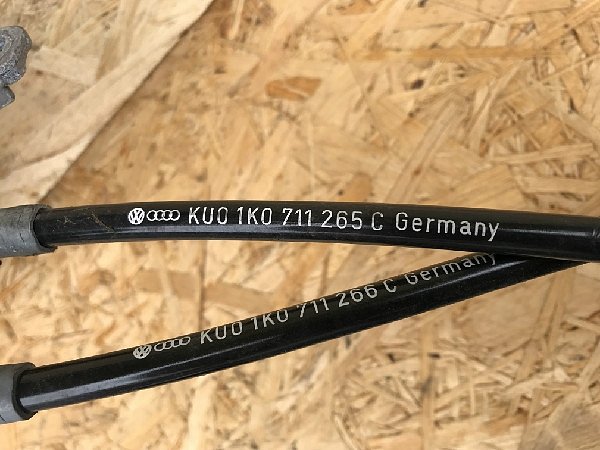 KU0 1K0 711 265 C Germany
KU0 1K0 711 266 C Germany